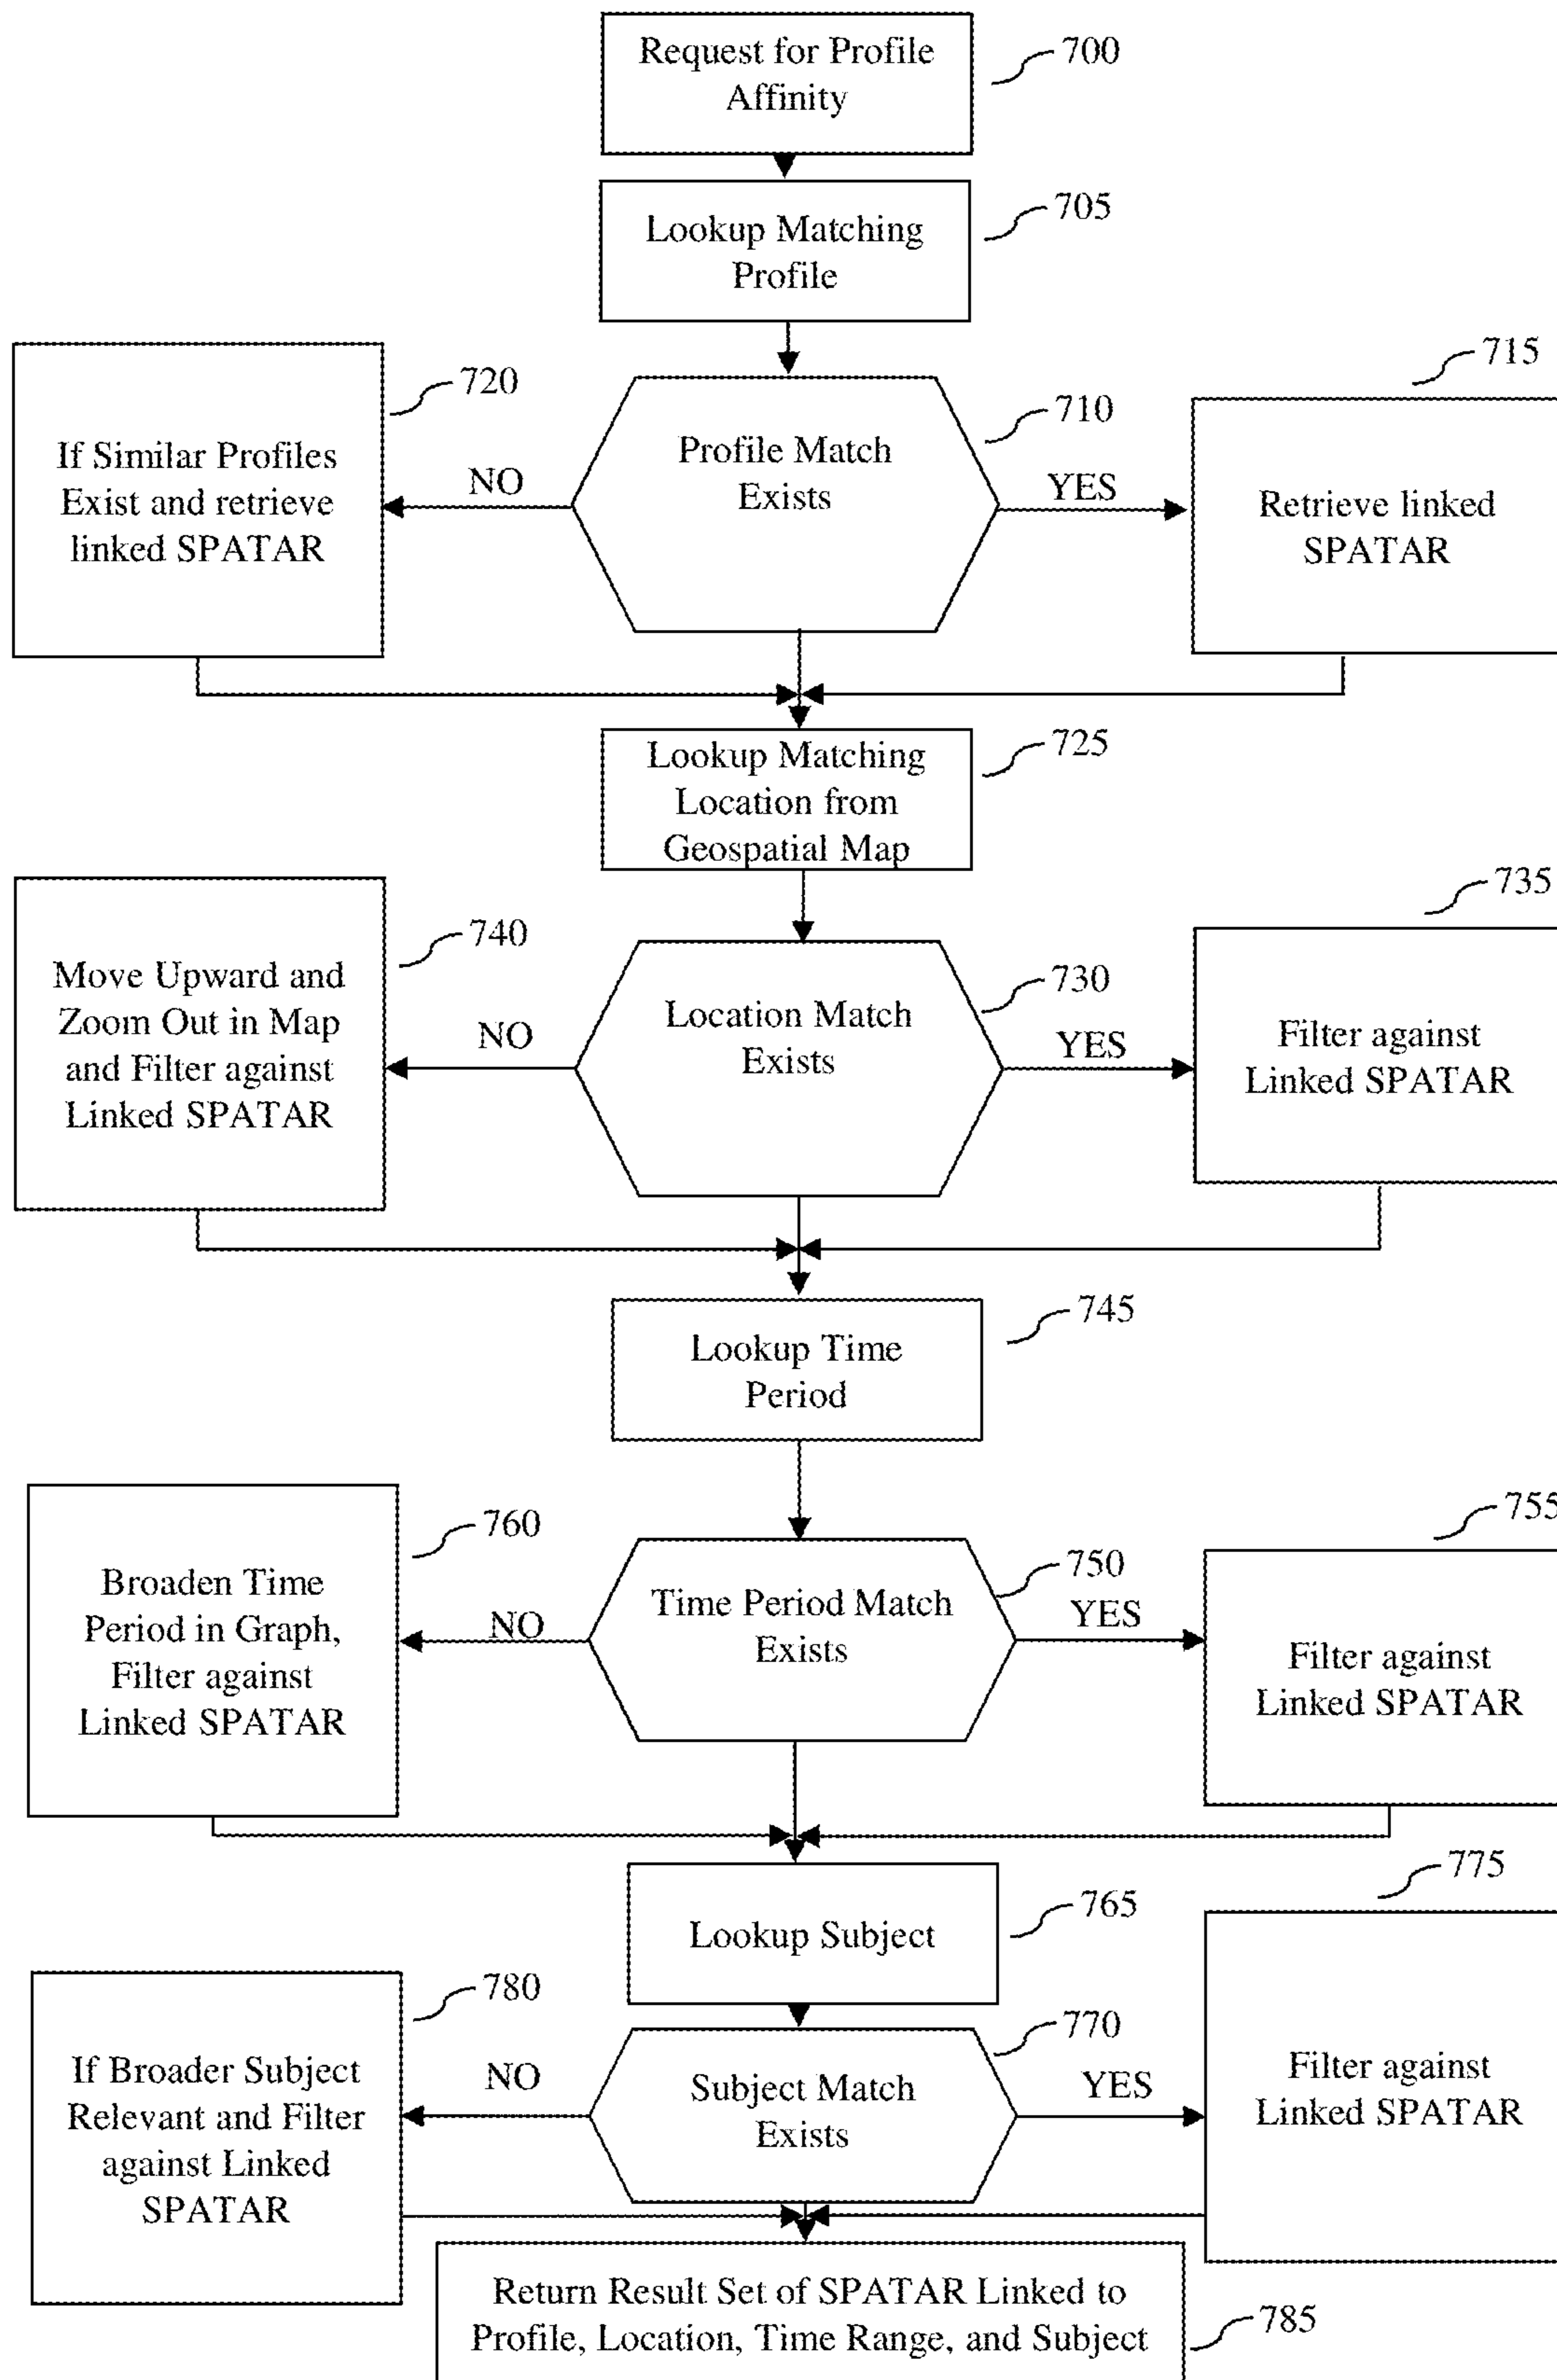 Request for Profile
Affinity
700
Lookup Matching
Profile
705
720
If Similar Profiles
Exist and retrieve
linked SPATAR
NO
Profile Match
Exists
710
YES
715
Retrieve linked
SPATAR
Lookup Matching
Location from
Geospatial Map
725
740
Move Upward and
Zoom Out in Map
and Filter against
Linked SPATAR
NO
Location Match
Exists
730
YES
735
Filter against
Linked SPATAR
Lookup Time
Period
745
760
Broaden Time
Period in Graph,
Filter against
Linked SPATAR
NO
Time Period Match
Exists
750
YES
755
Filter against
Linked SPATAR
Lookup Subject
765
780
If Broader Subject
Relevant and Filter
against Linked
SPATAR
NO
Subject Match
Exists
770
YES
775
Filter against
Linked SPATAR
Return Result Set of SPATAR Linked to
Profile, Location, Time Range, and Subject
785